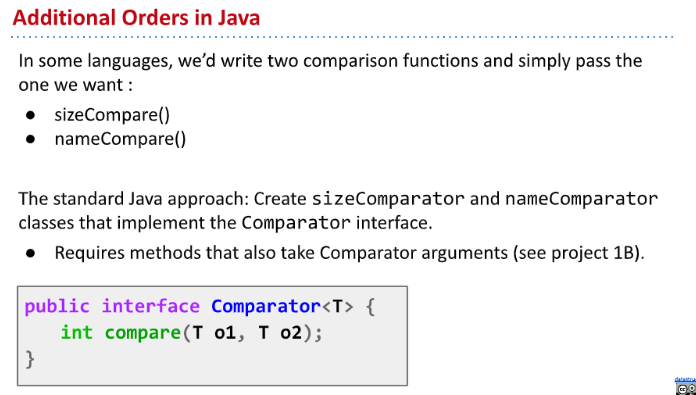 Additional Orders in Java
In some languages, we'd write two comparison functions and simply pass the
one we want :
● sizeCompare()
● nameCompare()
The standard Java approach: Create sizeComparator and nameComparator
classes that implement the Comparator interface.
● Requires methods that also take Comparator arguments (see project 1B).
public interface Comparator<T> {
int compare(T o1, T o2);
}